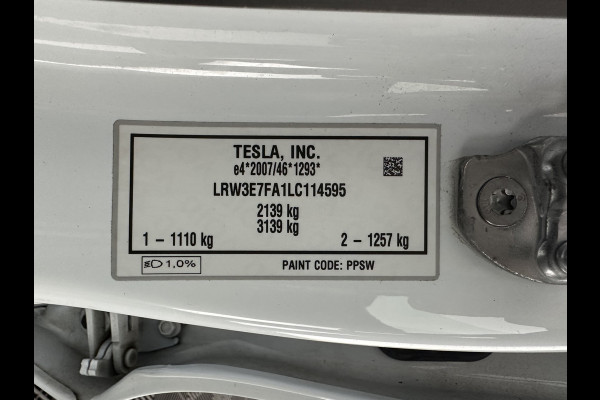 TESLA, INC.
e4*2007/46*1293*
LRW3E7FA1LC114595
2139 kg
3139 kg
1 – 1110 kg 2 – 1257 kg
1,0% PAINT CODE: PPSW